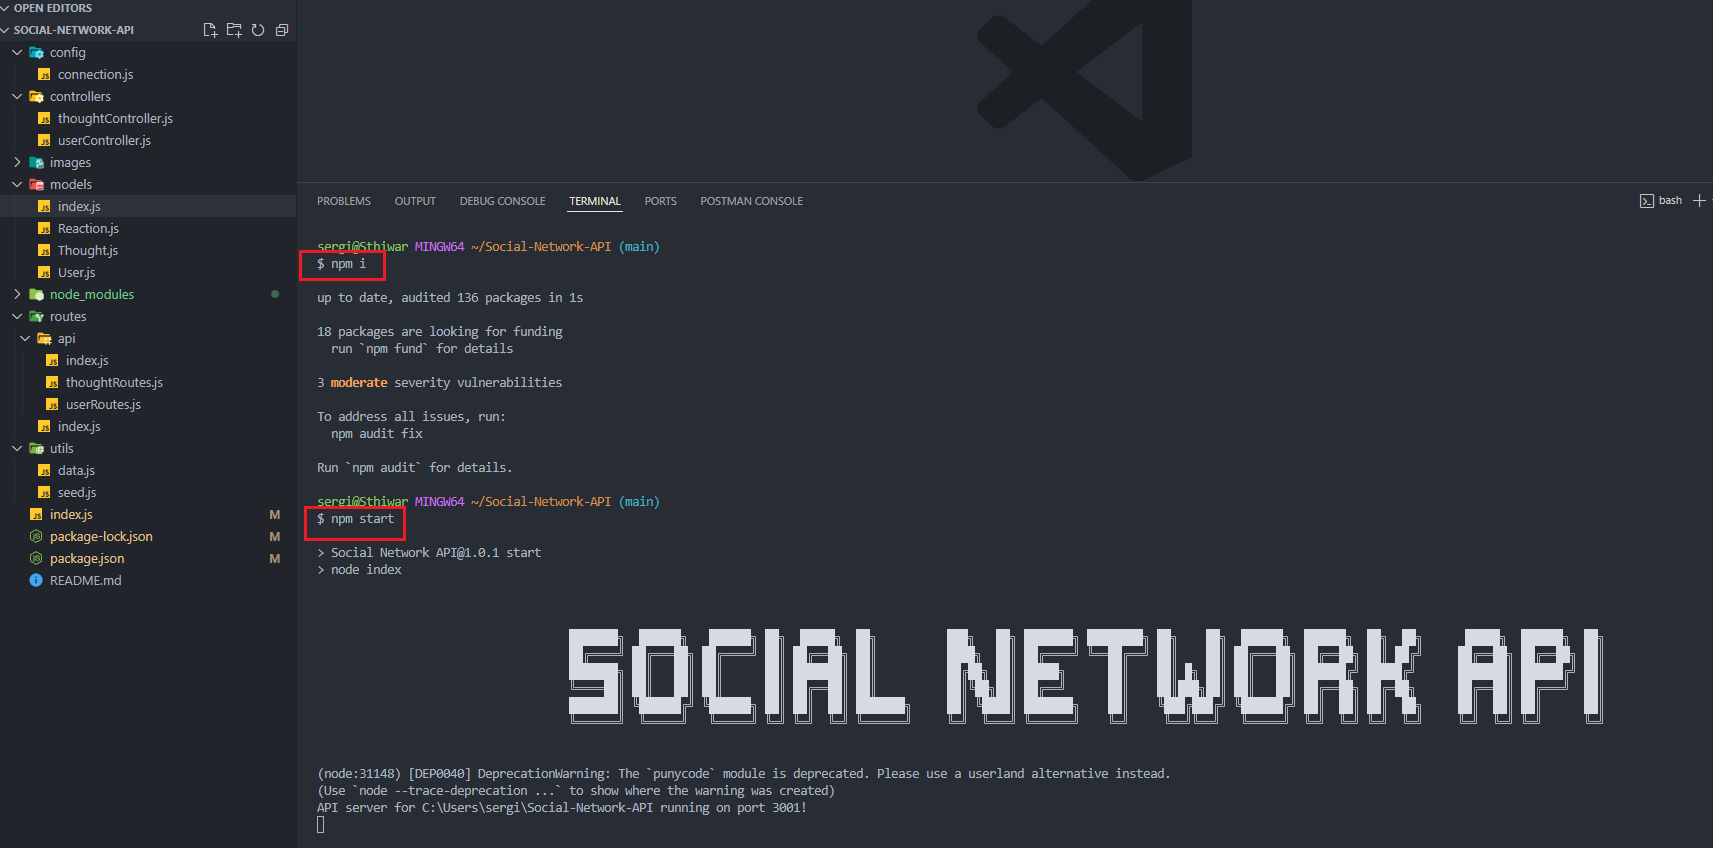 OPEN EDITORS
SOCIAL-NETWORK-API
config
connection.js
controllers
thoughtController.js
userController.js
images
models
index.js
Reaction.js
Thought.js
User.js
node_modules
routes
api
index.js
thoughtRoutes.js
userRoutes.js
index.js
utils
data.js
seed.js
index.js M
package-lock.json M
package.json M
README.md
PROBLEMS OUTPUT DEBUG CONSOLE TERMINAL PORTS POSTMAN CONSOLE
bash
sergi@Sthiwar MINGW64 ~/Social-Network-API (main)
$ npm i
up to date, audited 136 packages in 1s
18 packages are looking for funding
run `npm fund` for details
3 moderate severity vulnerabilities
To address all issues, run:
npm audit fix
Run `npm audit` for details.
sergi@Sthiwar MINGW64 ~/Social-Network-API (main)
$ npm start
> Social Network API@1.0.1 start
> node index
SOCIAL NETWORK API
(node:31148) [DEP0040] DeprecationWarning: The `punycode` module is deprecated. Please use a userland alternative instead.
(Use `node --trace-deprecation ...` to show where the warning was created)
API server for C:\Users\sergi\Social-Network-API running on port 3001!